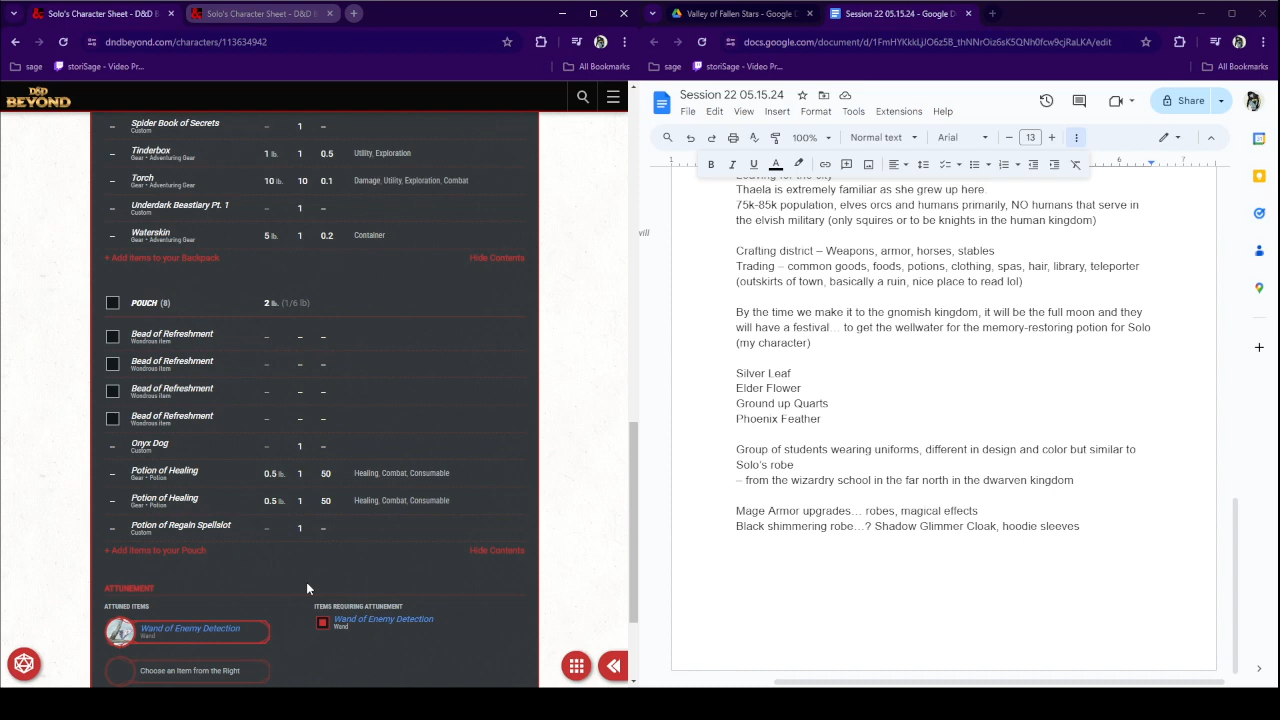 Solo's Character Sheet - D&D B
Solo's Character Sheet - D&D B
dndbeyond.com/characters/113634942
sage
storiSage - Video Pr...
All Bookmarks
D&D
BEYOND
Spider Book of Secrets -- 1 --
Custom
Tinderbox 1 lb. 1 0.5 Utility, Exploration
Gear • Adventuring Gear
Torch 10 lb. 10 0.1 Damage, Utility, Exploration, Combat
Gear • Adventuring Gear
Underdark Beastiary Pt. 1 -- 1 --
Custom
Waterskin 5 lb. 1 0.2 Container
Gear • Adventuring Gear
+ Add Items to your Backpack Hide Contents
POUCH (8) 2 lb. (1/6 lb)
Bead of Refreshment -- -- --
Wondrous item
Bead of Refreshment -- -- --
Wondrous item
Bead of Refreshment -- -- --
Wondrous item
Bead of Refreshment -- -- --
Wondrous item
Onyx Dog -- 1 --
Custom
Potion of Healing 0.5 lb. 1 50 Healing, Combat, Consumable
Gear • Potion
Potion of Healing 0.5 lb. 1 50 Healing, Combat, Consumable
Gear • Potion
Potion of Regain Spellslot -- 1 --
Custom
+ Add Items to your Pouch Hide Contents
ATTUNEMENT
ATTUNED ITEMS
Wand of Enemy Detection
Wand
Choose an Item from the Right
ITEMS REQUIRING ATTUNEMENT
Wand of Enemy Detection
Wand
Valley of Fallen Stars - Google D
Session 22 05.15.24 - Google D
docs.google.com/document/d/1FmHYKkkLjJO6z5B_thNNrOiz6sK5QNh0fcw9cjRaLKA/edit
sage
storiSage - Video Pr...
All Bookmarks
Session 22 05.15.24
File Edit View Insert Format Tools Extensions Help
Share
100% Normal text Arial 13
1 6 7
Leaving for the city
Thaela is extremely familiar as she grew up here.
75k-85k population, elves orcs and humans primarily, NO humans that serve in
the elvish military (only squires or to be knights in the human kingdom)
vill
Crafting district – Weapons, armor, horses, stables
Trading – common goods, foods, potions, clothing, spas, hair, library, teleporter
(outskirts of town, basically a ruin, nice place to read lol)
By the time we make it to the gnomish kingdom, it will be the full moon and they
will have a festival… to get the wellwater for the memory-restoring potion for Solo
(my character)
Silver Leaf
Elder Flower
Ground up Quarts
Phoenix Feather
Group of students wearing uniforms, different in design and color but similar to
Solo's robe
– from the wizardry school in the far north in the dwarven kingdom
Mage Armor upgrades… robes, magical effects
Black shimmering robe…? Shadow Glimmer Cloak, hoodie sleeves